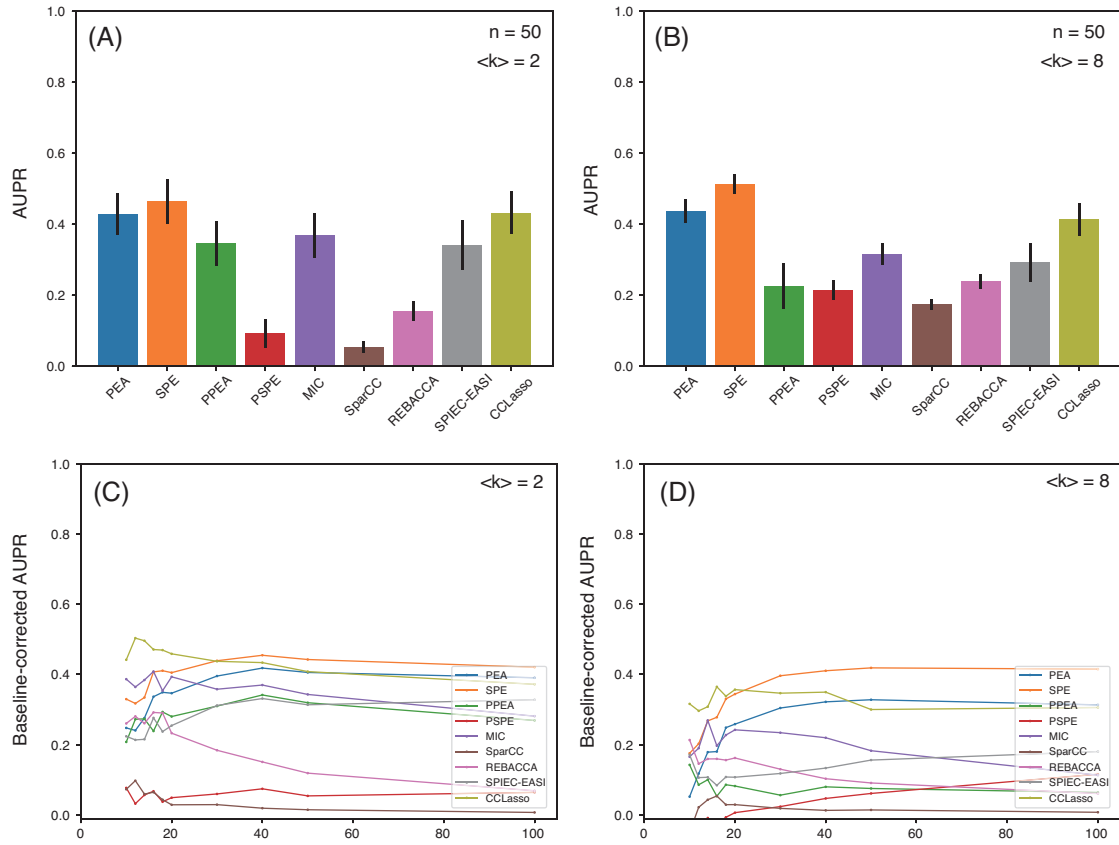 (A)
n = 50
<k> = 2
AUPR
1.0
0.8
0.6
0.4
0.2
0.0
PEA
SPE
PPEA
PSPE
MIC
SparCC
REBACCA
SPIEC-EASI
CCLasso
(B)
n = 50
<k> = 8
AUPR
1.0
0.8
0.6
0.4
0.2
0.0
PEA
SPE
PPEA
PSPE
MIC
SparCC
REBACCA
SPIEC-EASI
CCLasso
(C)
<k> = 2
Baseline-corrected AUPR
1.0
0.8
0.6
0.4
0.2
0.0
PEA
SPE
PPEA
PSPE
MIC
SparCC
REBACCA
SPIEC-EASI
CCLasso
0 20 40 60 80 100
(D)
<k> = 8
Baseline-corrected AUPR
1.0
0.8
0.6
0.4
0.2
0.0
PEA
SPE
PPEA
PSPE
MIC
SparCC
REBACCA
SPIEC-EASI
CCLasso
0 20 40 60 80 100